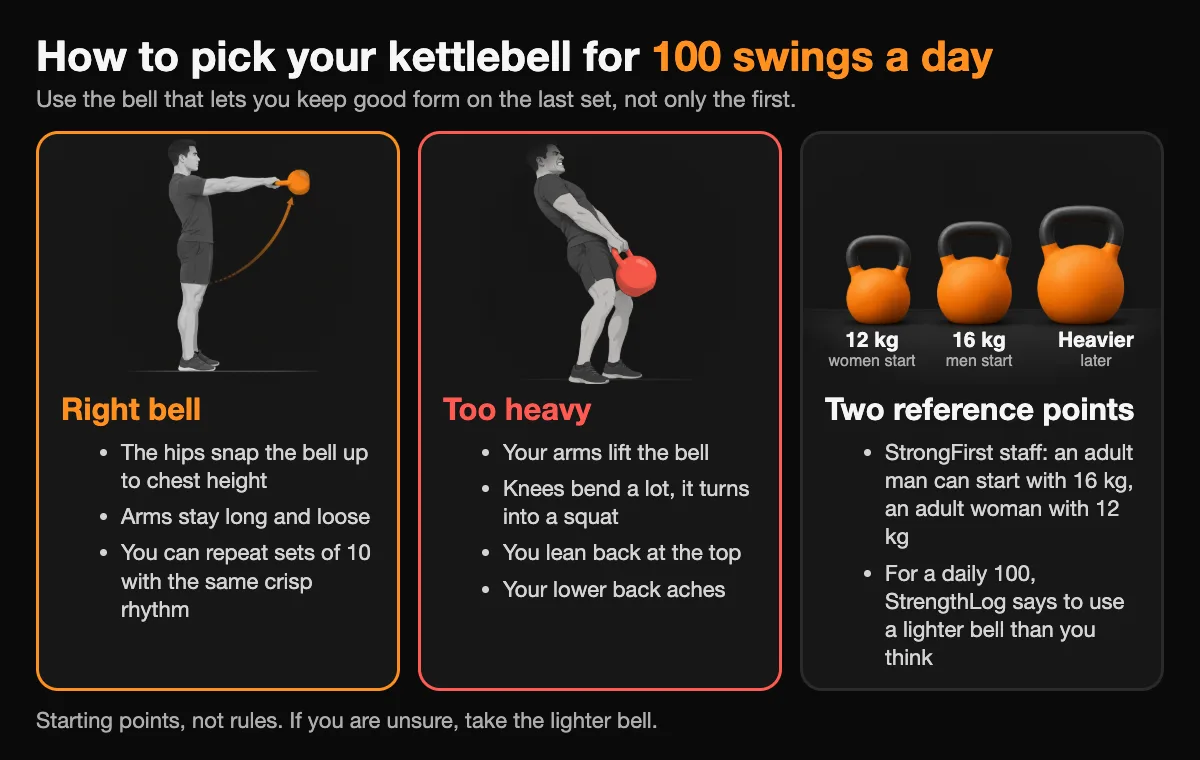 How to pick your kettlebell for 100 swings a day
Use the bell that lets you keep good form on the last set, not only the first.
Right bell
• The hips snap the bell up
to chest height
• Arms stay long and loose
• You can repeat sets of 10
with the same crisp
rhythm
Too heavy
• Your arms lift the bell
• Knees bend a lot, it turns
into a squat
• You lean back at the top
• Your lower back aches
12 kg
women start
16 kg
men start
Heavier
later
Two reference points
• StrongFirst staff: an adult
man can start with 16 kg,
an adult woman with 12
kg
• For a daily 100,
StrengthLog says to use
a lighter bell than you
think
Starting points, not rules. If you are unsure, take the lighter bell.